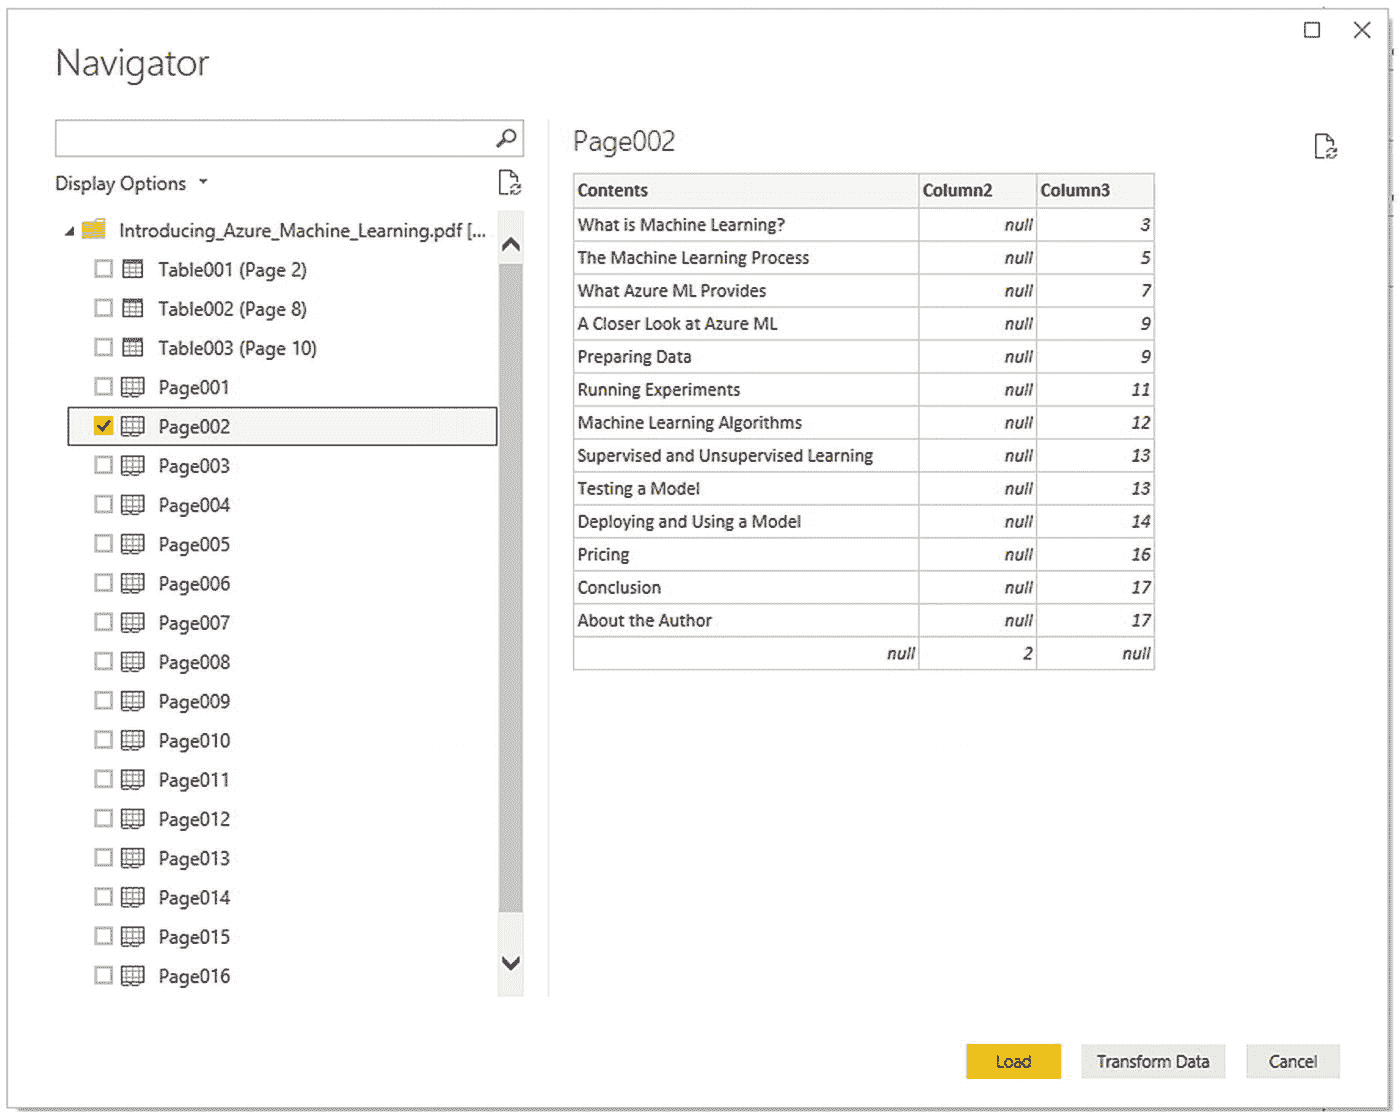 Navigator
Display Options
Introducing_Azure_Machine_Learning.pdf [...
Table001 (Page 2)
Table002 (Page 8)
Table003 (Page 10)
Page001
Page002
Page003
Page004
Page005
Page006
Page007
Page008
Page009
Page010
Page011
Page012
Page013
Page014
Page015
Page016
Page002
Contents Column2 Column3
What is Machine Learning? null 3
The Machine Learning Process null 5
What Azure ML Provides null 7
A Closer Look at Azure ML null 9
Preparing Data null 9
Running Experiments null 11
Machine Learning Algorithms null 12
Supervised and Unsupervised Learning null 13
Testing a Model null 13
Deploying and Using a Model null 14
Pricing null 16
Conclusion null 17
About the Author null 17
null 2 null
Load Transform Data Cancel